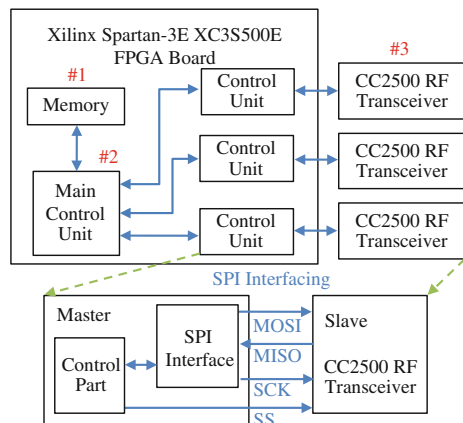 Xilinx Spartan-3E XC3S500E
FPGA Board
#1
Memory
#2
Main
Control
Unit
Control
Unit
Control
Unit
Control
Unit
#3
CC2500 RF
Transceiver
CC2500 RF
Transceiver
CC2500 RF
Transceiver
SPI Interfacing
Master
Control
Part
SPI
Interface
MOSI
MISO
SCK
SS
Slave
CC2500 RF
Transceiver